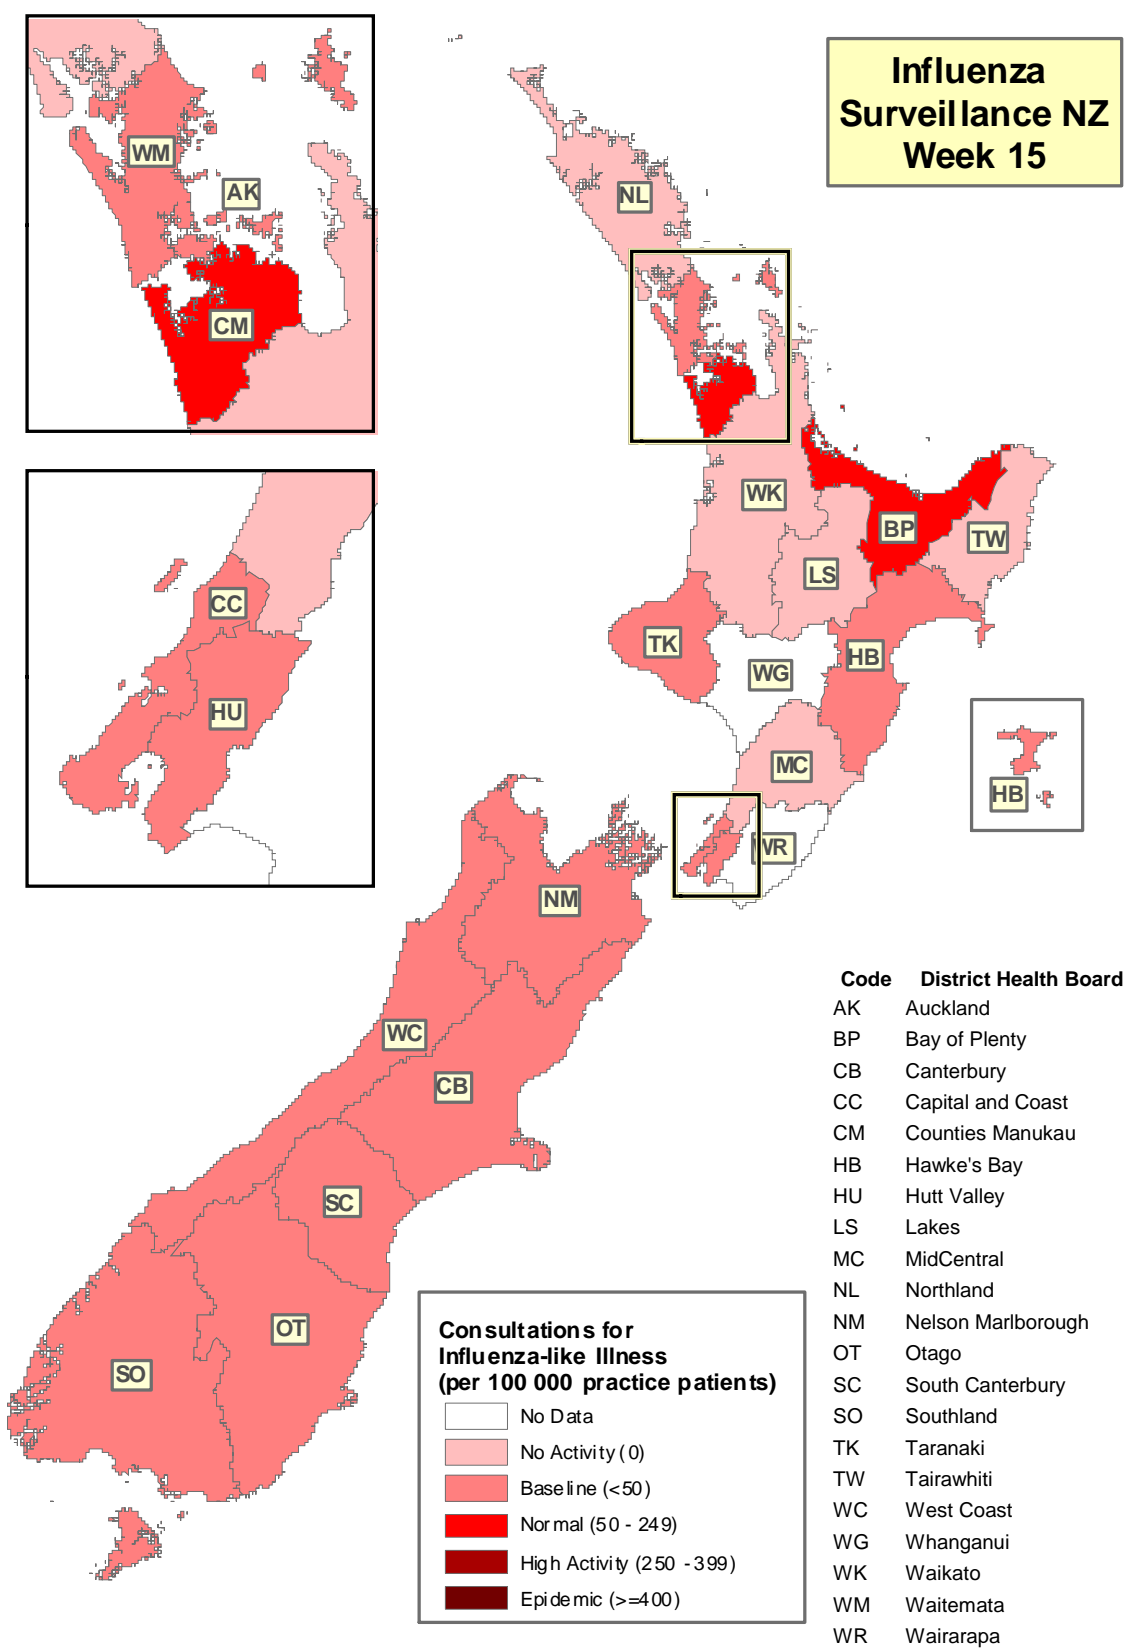 Influenza
Surveillance NZ
Week 15
WM
AK
CM
NL
WK
BP
TW
LS
TK
WG
HB
MC
WR
HB
CC
HU
NM
WC
CB
SC
OT
SO
Consultations for
Influenza-like Illness
(per 100 000 practice patients)
No Data
No Activity (0)
Baseline (<50)
Normal (50 - 249)
High Activity (250 - 399)
Epidemic (>=400)
Code District Health Board
AK Auckland
BP Bay of Plenty
CB Canterbury
CC Capital and Coast
CM Counties Manukau
HB Hawke's Bay
HU Hutt Valley
LS Lakes
MC MidCentral
NL Northland
NM Nelson Marlborough
OT Otago
SC South Canterbury
SO Southland
TK Taranaki
TW Tairawhiti
WC West Coast
WG Whanganui
WK Waikato
WM Waitemata
WR Wairarapa